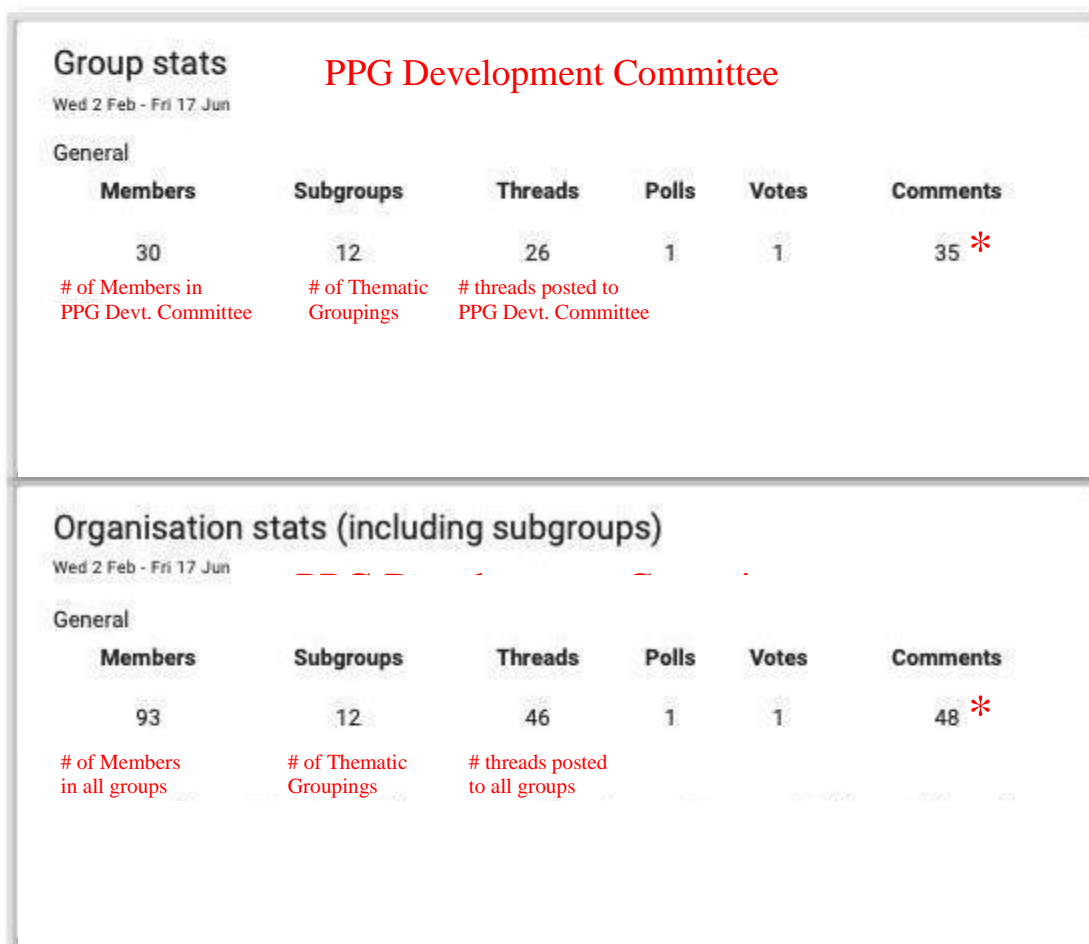 Group stats
PPG Development Committee
Wed 2 Feb - Fri 17 Jun
General
Members Subgroups Threads Polls Votes Comments
30 12 26 1 1 35 *
# of Members in # of Thematic # threads posted to
PPG Devt. Committee Groupings PPG Devt. Committee
Organisation stats (including subgroups)
Wed 2 Feb - Fri 17 Jun
General
Members Subgroups Threads Polls Votes Comments
93 12 46 1 1 48 *
# of Members # of Thematic # threads posted
in all groups Groupings to all groups